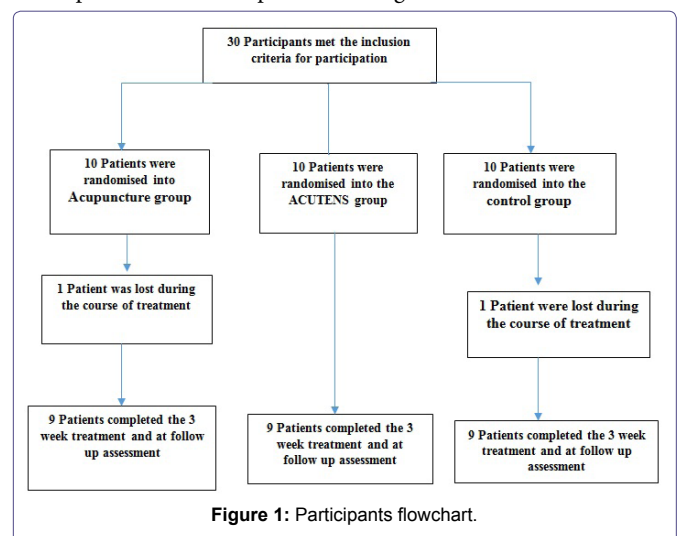 30 Participants met the inclusion
criteria for participation
10 Patients were
randomised into
Acupuncture group
10 Patients were
randomised into the
ACUTENS group
10 Patients were
randomised into the
control group
1 Patient was lost during
the course of treatment
1 Patient were lost during
the course of treatment
9 Patients completed the 3
week treatment and at follow
up assessment
9 Patients completed the 3
week treatment and at
follow up assessment
9 Patients completed the 3 week
treatment and at follow up
assessment
Figure 1: Participants flowchart.